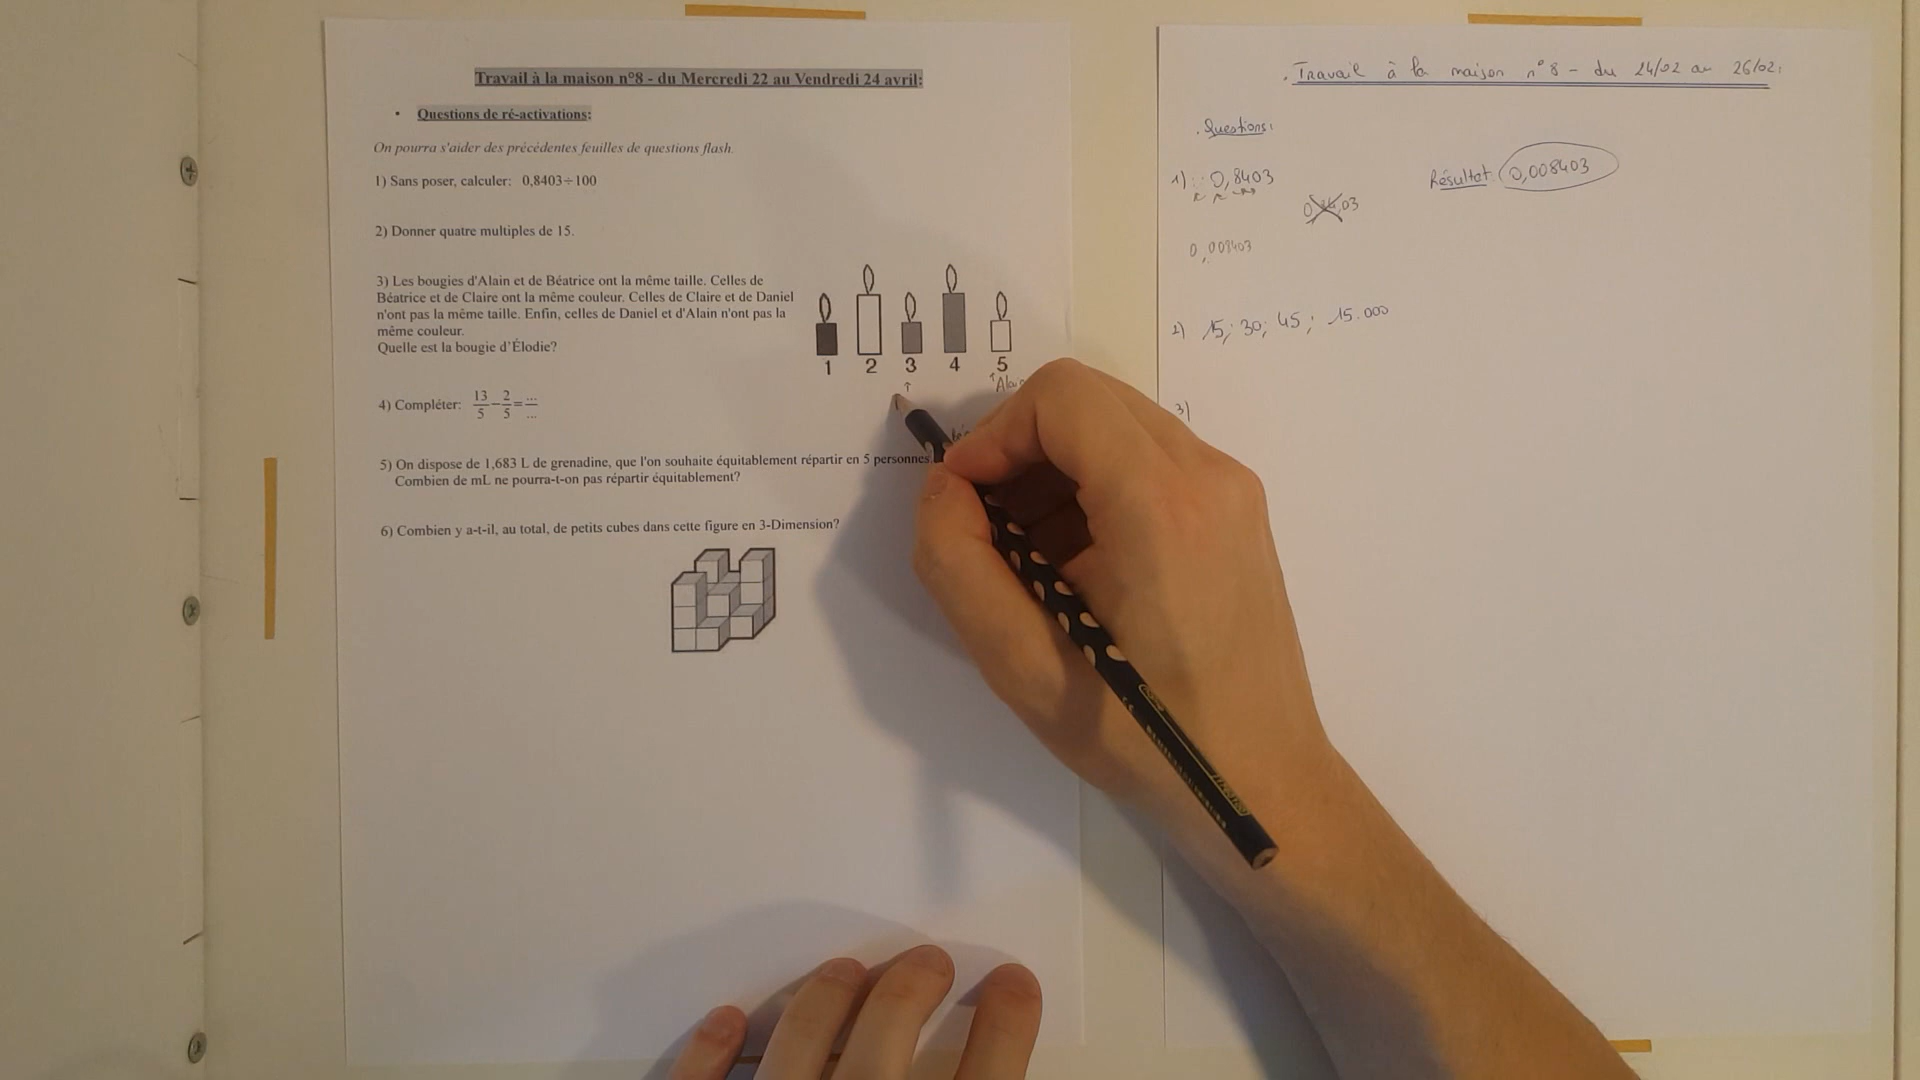 Travail à la maison n°8 - du Mercredi 22 au Vendredi 24 avril:
• Questions de ré-activations:
On pourra s'aider des précédentes feuilles de questions flash.
1) Sans poser, calculer: 0,8403÷100
2) Donner quatre multiples de 15.
3) Les bougies d'Alain et de Béatrice ont la même taille. Celles de
Béatrice et de Claire ont la même couleur. Celles de Claire et de Daniel
n'ont pas la même taille. Enfin, celles de Daniel et d'Alain n'ont pas la
même couleur.
Quelle est la bougie d'Élodie?
1 2 3 4 5
4) Compléter: 13/5 − 2/5 = .../...
5) On dispose de 1,683 L de grenadine, que l'on souhaite équitablement répartir en 5 personnes.
Combien de mL ne pourra-t-on pas répartir équitablement?
6) Combien y a-t-il, au total, de petits cubes dans cette figure en 3-Dimension?
. Travail à la maison n°8 - du 24/02 au 26/02:
. Questions:
1) 0,8403
Résultat: 0,008403
0,008403
2) 15; 30; 45; 15.000
3)